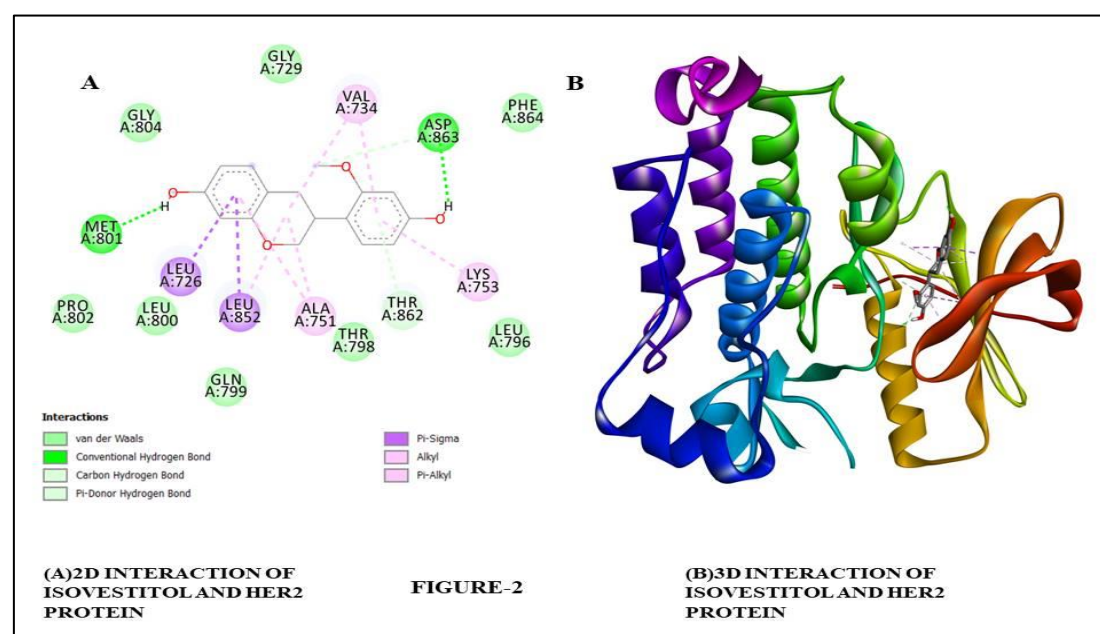 A
GLY
A:729
VAL
A:734
GLY
A:804
ASP
A:863
PHE
A:864
O
H
O
O
H
O
MET
A:801
LEU
A:726
LYS
A:753
PRO
A:802
LEU
A:800
LEU
A:852
ALA
A:751
THR
A:862
THR
A:798
LEU
A:796
GLN
A:799
Interactions
van der Waals
Conventional Hydrogen Bond
Carbon Hydrogen Bond
Pi-Donor Hydrogen Bond
Pi-Sigma
Alkyl
Pi-Alkyl
B
(A)2D INTERACTION OF
ISOVESTITOL AND HER2
PROTEIN
FIGURE-2
(B)3D INTERACTION OF
ISOVESTITOL AND HER2
PROTEIN